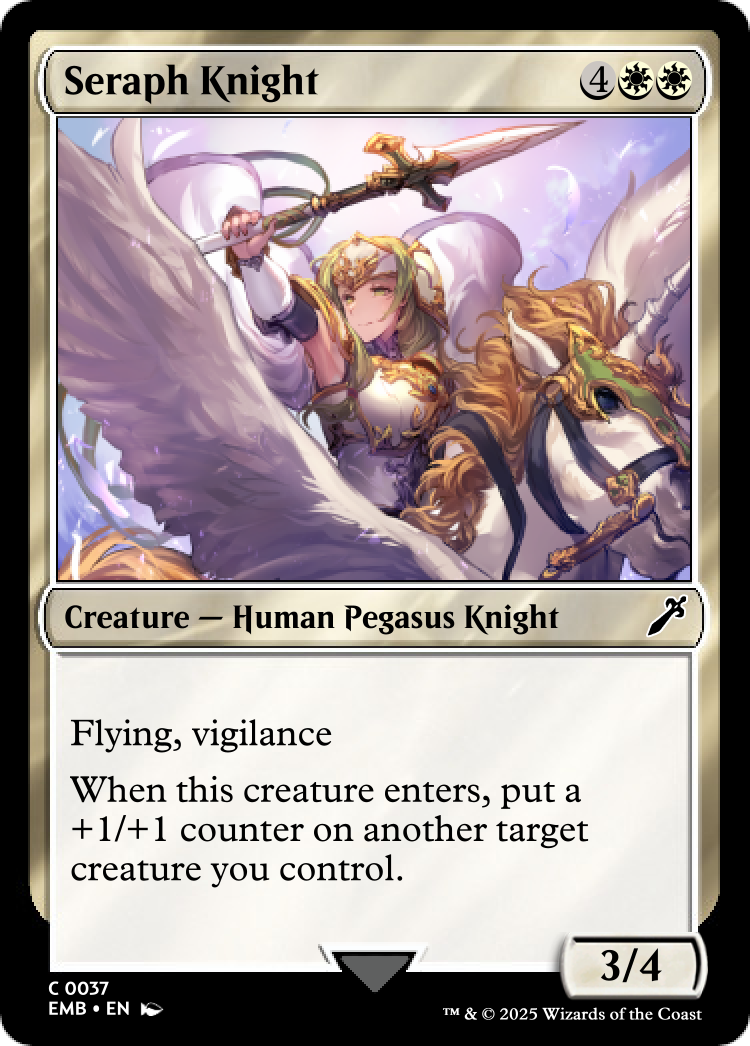 Seraph Knight 4
Creature — Human Pegasus Knight
Flying, vigilance
When this creature enters, put a
+1/+1 counter on another target
creature you control.
3/4
C 0037
EMB • EN
™ & © 2025 Wizards of the Coast